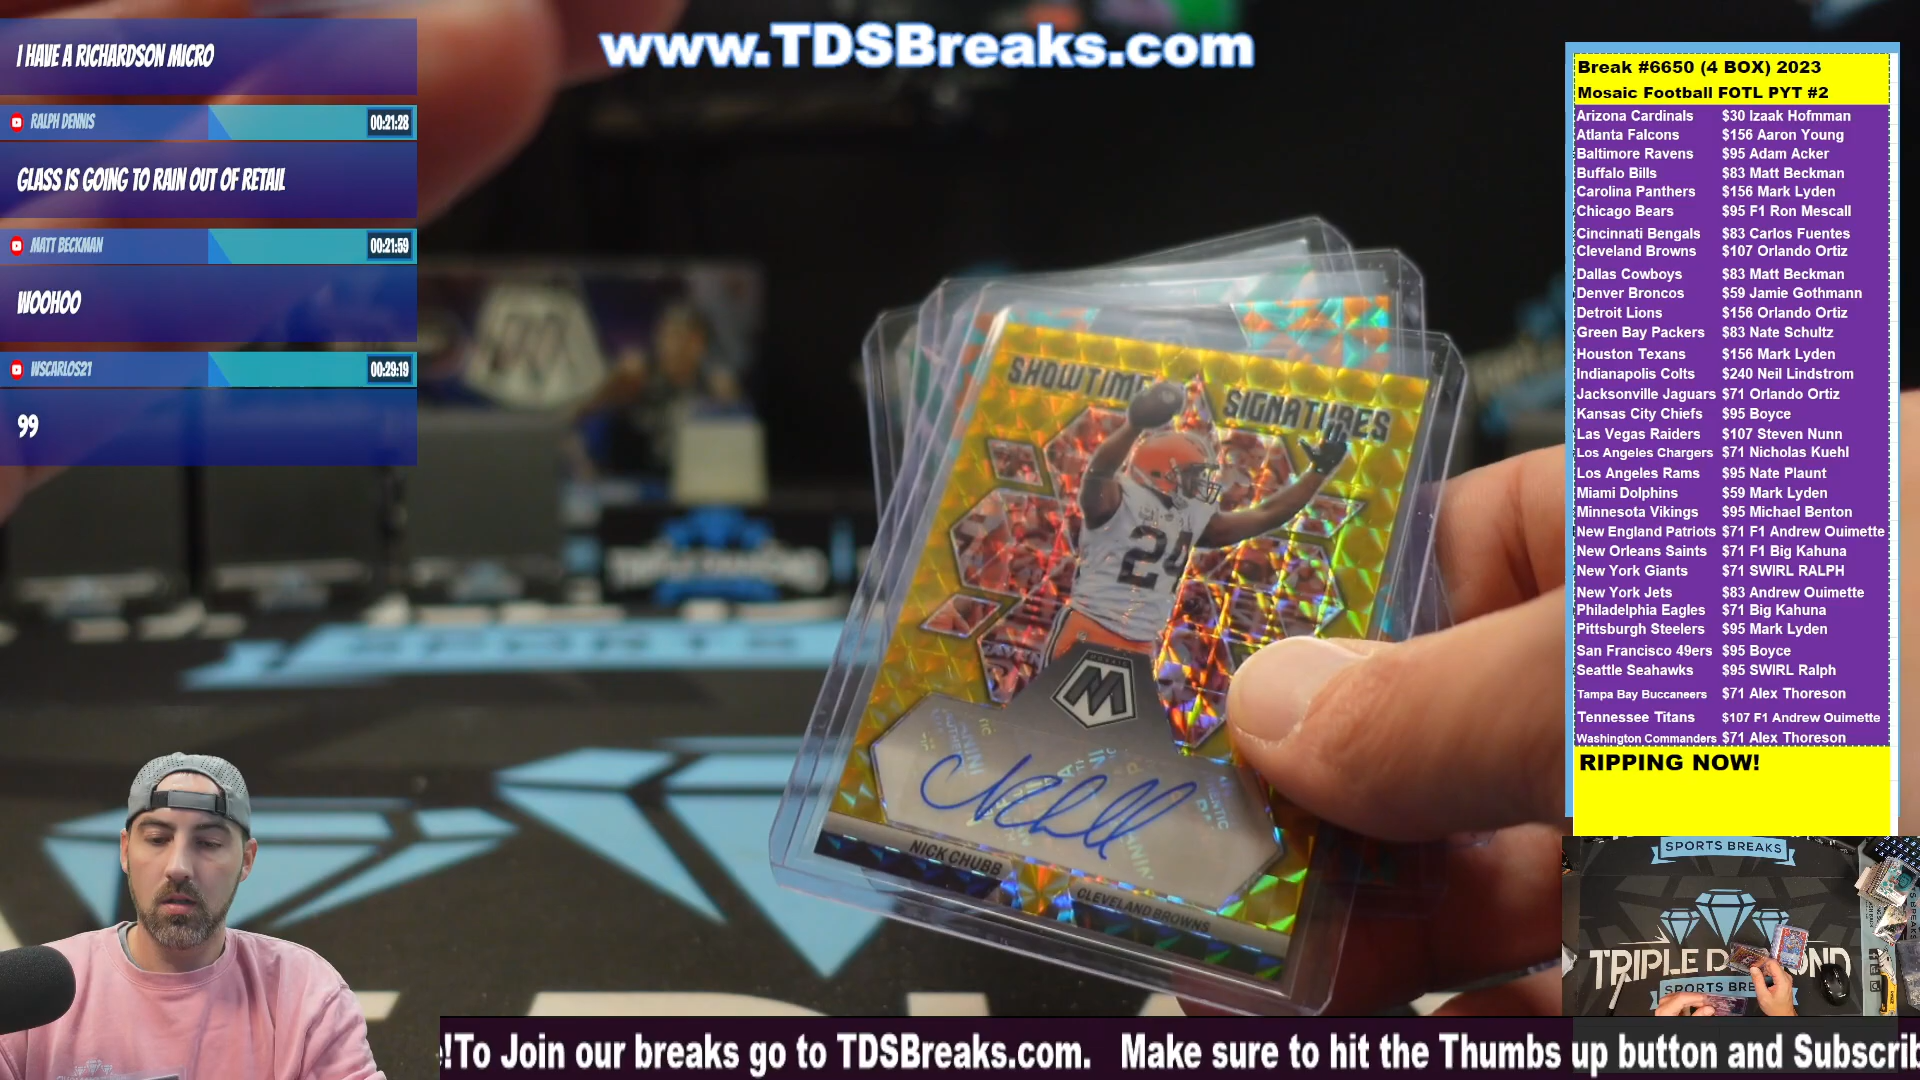 www.TDSBreaks.com
I HAVE A RICHARDSON MICRO
RALPH DENNIS 00:21:28
GLASS IS GOING TO RAIN OUT OF RETAIL
MATT BECKMAN 00:21:59
WOOHOO
WSCARLOS21 00:29:19
99
SHOWTIME SIGNATURES
24
MOSAIC
NICK CHUBB
CLEVELAND BROWNS
TRIPLE DIAMOND
SPORTS
Break #6650 (4 BOX) 2023
Mosaic Football FOTL PYT #2
Arizona Cardinals $30 Izaak Hofmman
Atlanta Falcons $156 Aaron Young
Baltimore Ravens $95 Adam Acker
Buffalo Bills $83 Matt Beckman
Carolina Panthers $156 Mark Lyden
Chicago Bears $95 F1 Ron Mescall
Cincinnati Bengals $83 Carlos Fuentes
Cleveland Browns $107 Orlando Ortiz
Dallas Cowboys $83 Matt Beckman
Denver Broncos $59 Jamie Gothmann
Detroit Lions $156 Orlando Ortiz
Green Bay Packers $83 Nate Schultz
Houston Texans $156 Mark Lyden
Indianapolis Colts $240 Neil Lindstrom
Jacksonville Jaguars $71 Orlando Ortiz
Kansas City Chiefs $95 Boyce
Las Vegas Raiders $107 Steven Nunn
Los Angeles Chargers $71 Nicholas Kuehl
Los Angeles Rams $95 Nate Plaunt
Miami Dolphins $59 Mark Lyden
Minnesota Vikings $95 Michael Benton
New England Patriots $71 F1 Andrew Ouimette
New Orleans Saints $71 F1 Big Kahuna
New York Giants $71 SWIRL RALPH
New York Jets $83 Andrew Ouimette
Philadelphia Eagles $71 Big Kahuna
Pittsburgh Steelers $95 Mark Lyden
San Francisco 49ers $95 Boyce
Seattle Seahawks $95 SWIRL Ralph
Tampa Bay Buccaneers $71 Alex Thoreson
Tennessee Titans $107 F1 Andrew Ouimette
Washington Commanders $71 Alex Thoreson
RIPPING NOW!
SPORTS BREAKS
TRIPLE D OND
SPORTS BRE
!To Join our breaks go to TDSBreaks.com. Make sure to hit the Thumbs up button and Subscrib